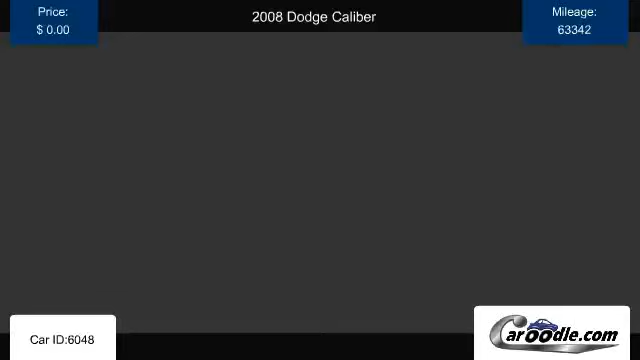 Price:
$ 0.00
2008 Dodge Caliber
Mileage:
63342
Car ID:6048
Caroodle.com